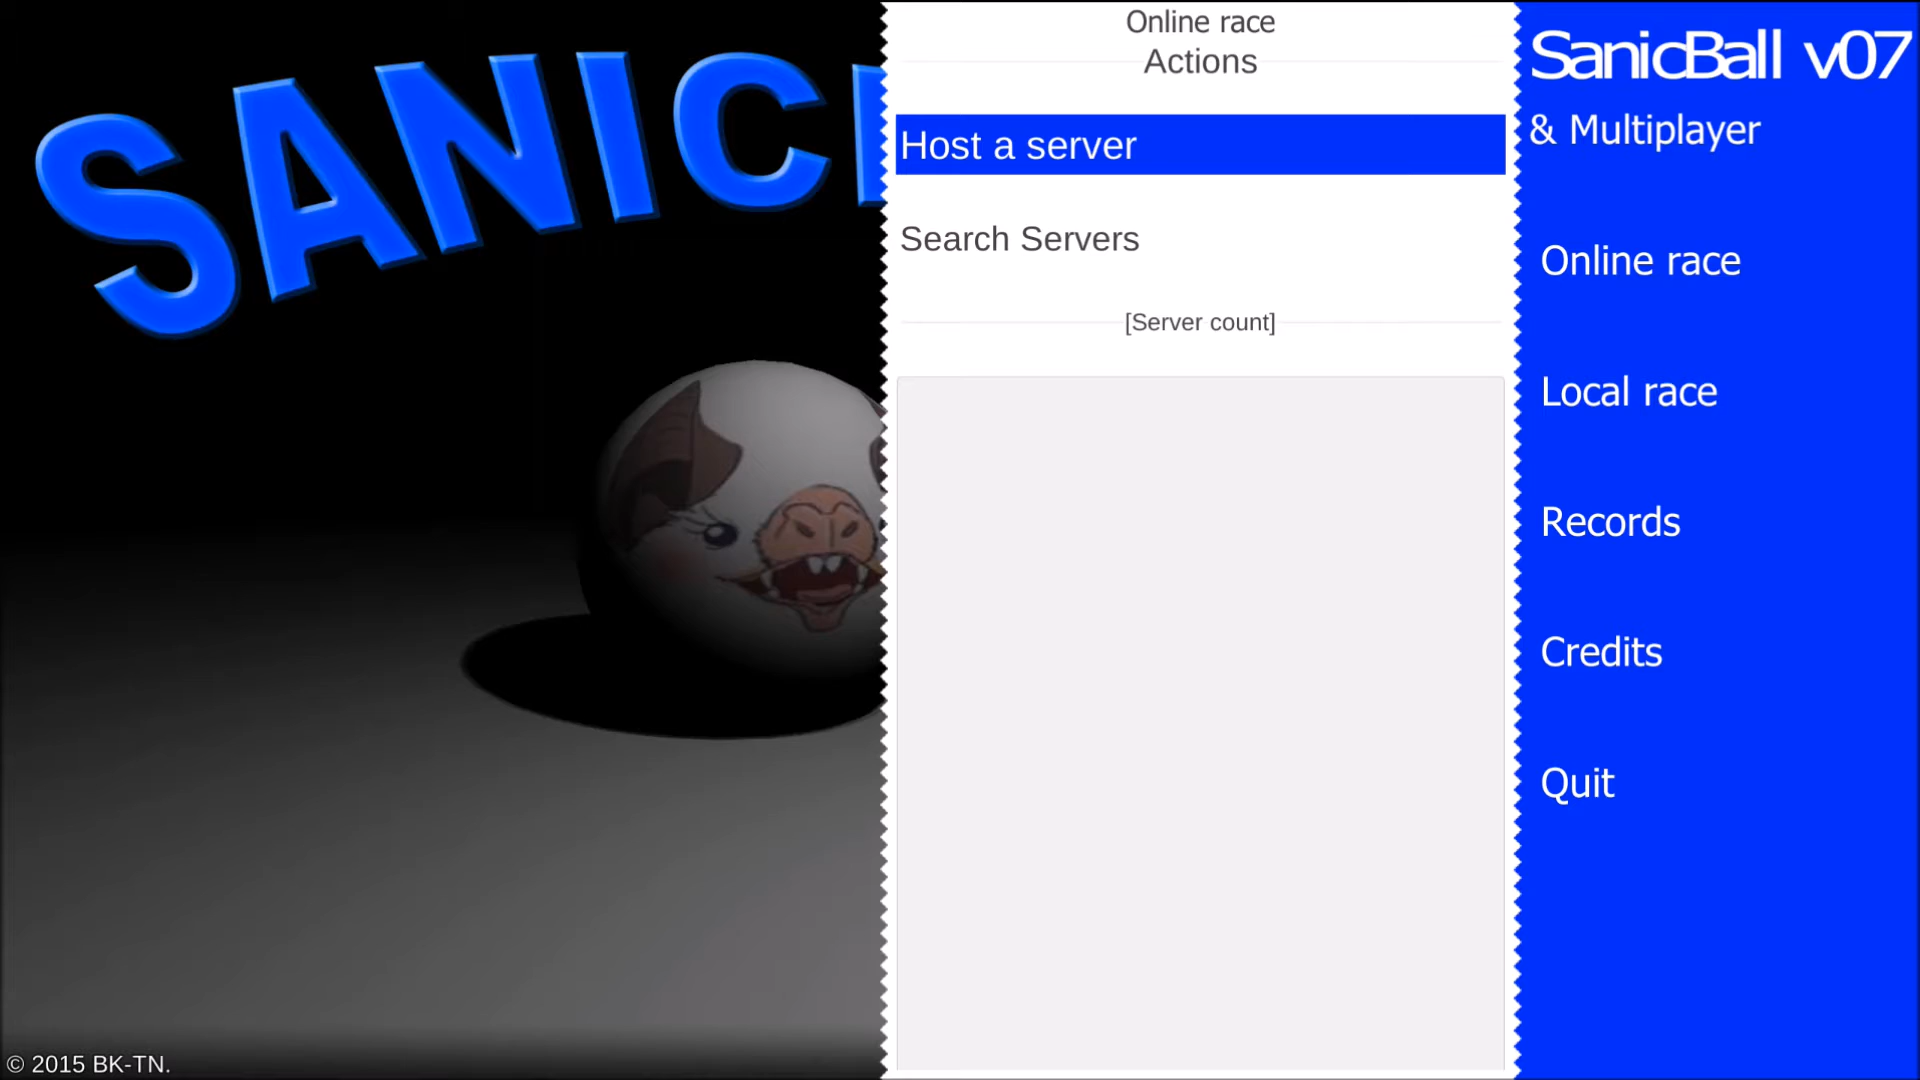 SANIC
Online race
Actions
Host a server
Search Servers
[Server count]
SanicBall v07
& Multiplayer
Online race
Local race
Records
Credits
Quit
© 2015 BK-TN.